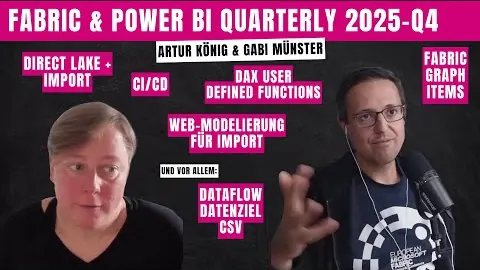 FABRIC & POWER BI QUARTERLY 2025-Q4
ARTUR KÖNIG & GABI MÜNSTER
DIRECT LAKE +
IMPORT
CI/CD
DAX USER
DEFINED FUNCTIONS
FABRIC
GRAPH
ITEMS
WEB-MODELIERUNG
FÜR IMPORT
UND VOR ALLEM:
DATAFLOW
DATENZIEL
CSV
EUROPEAN
MICROSOFT
FABRIC